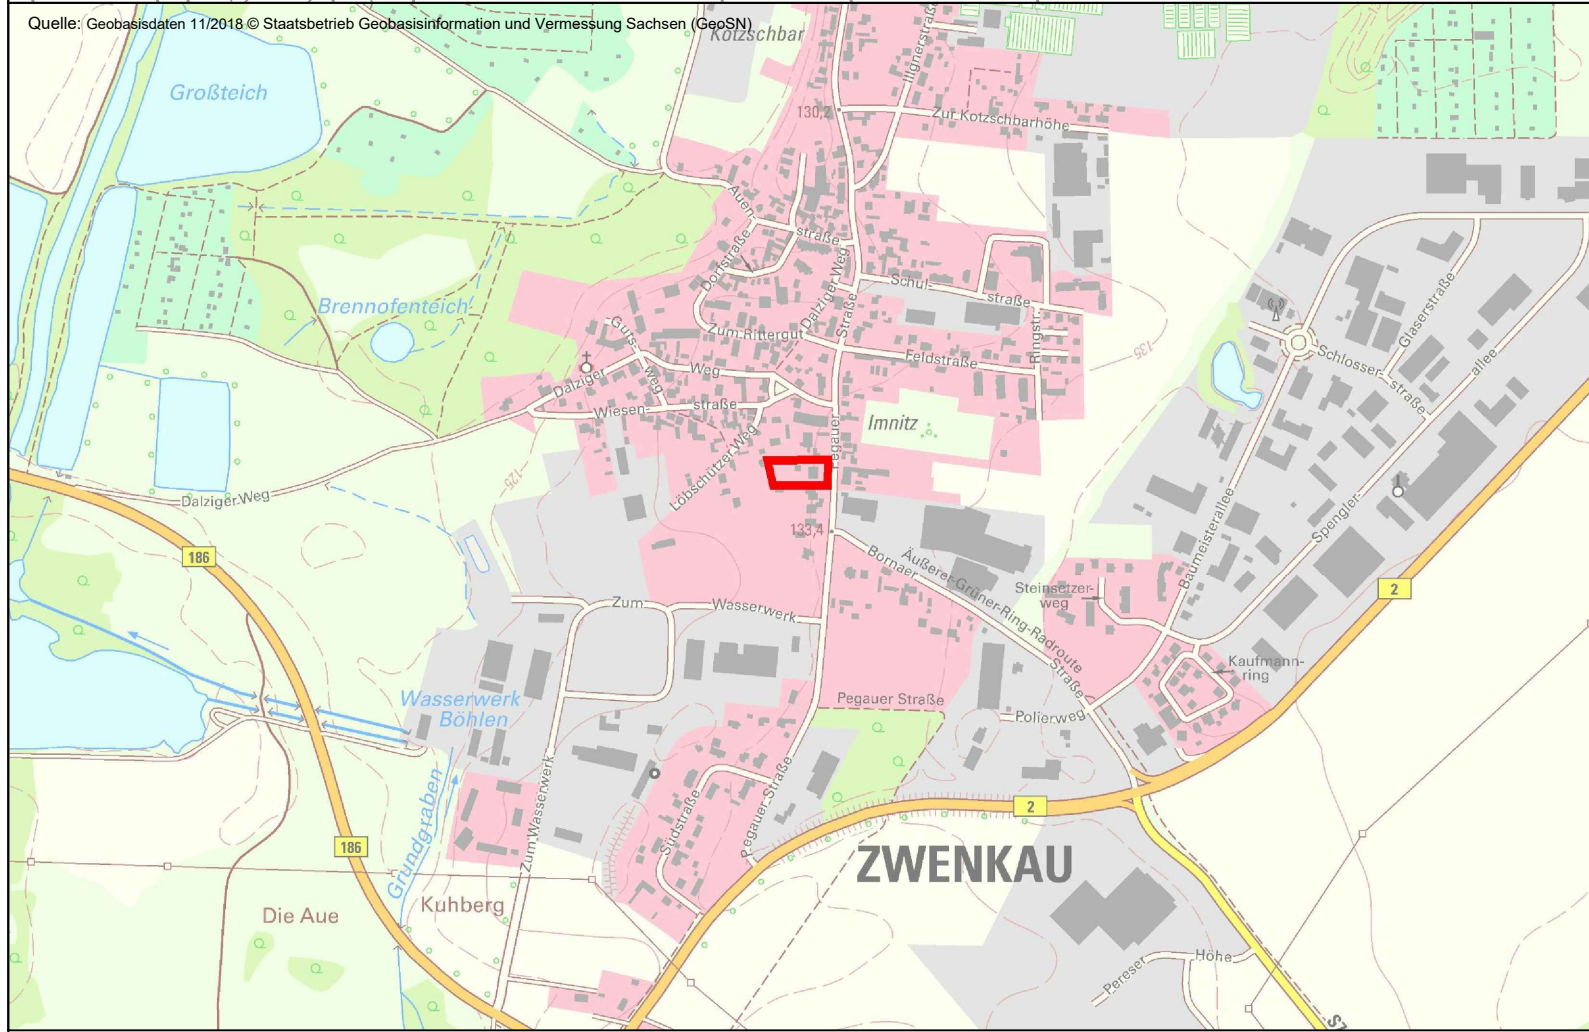 Quelle: Geobasisdaten 11/2018 © Staatsbetrieb Geobasisinformation und Vermessung Sachsen (GeoSN)
Kotzschbar
Großteich
Illgnerstraße
130,2
Zur Kotzschbarhöhe
Auen-
straße
Dorfstraße
Dalziger Weg
Schul-
straße
Brennofenteich
Guts-
weg
Zum Rittergut
Straße
Feldstraße
Ringstr.
135
Glaserstraße
Schlosser-
straße
allee
Dalziger
Weg
Wiesen-
straße
Imnitz
Pegauer
Löbschützer Weg
125
Dalziger Weg
186
133,4
Bornaer
Äußerer-Grüner-Ring-Radroute
Straße
Baumeisterallee
Spengler-
Steinsetzer-
weg
2
Zum
Wasserwerk
Kaufmann-
ring
Wasserwerk
Böhlen
Pegauer Straße
Polierweg
Grundgraben
Zum Wasserwerk
Südstraße
Pegauer Straße
2
186
ZWENKAU
Die Aue
Kuhberg
Pereser
Höhe